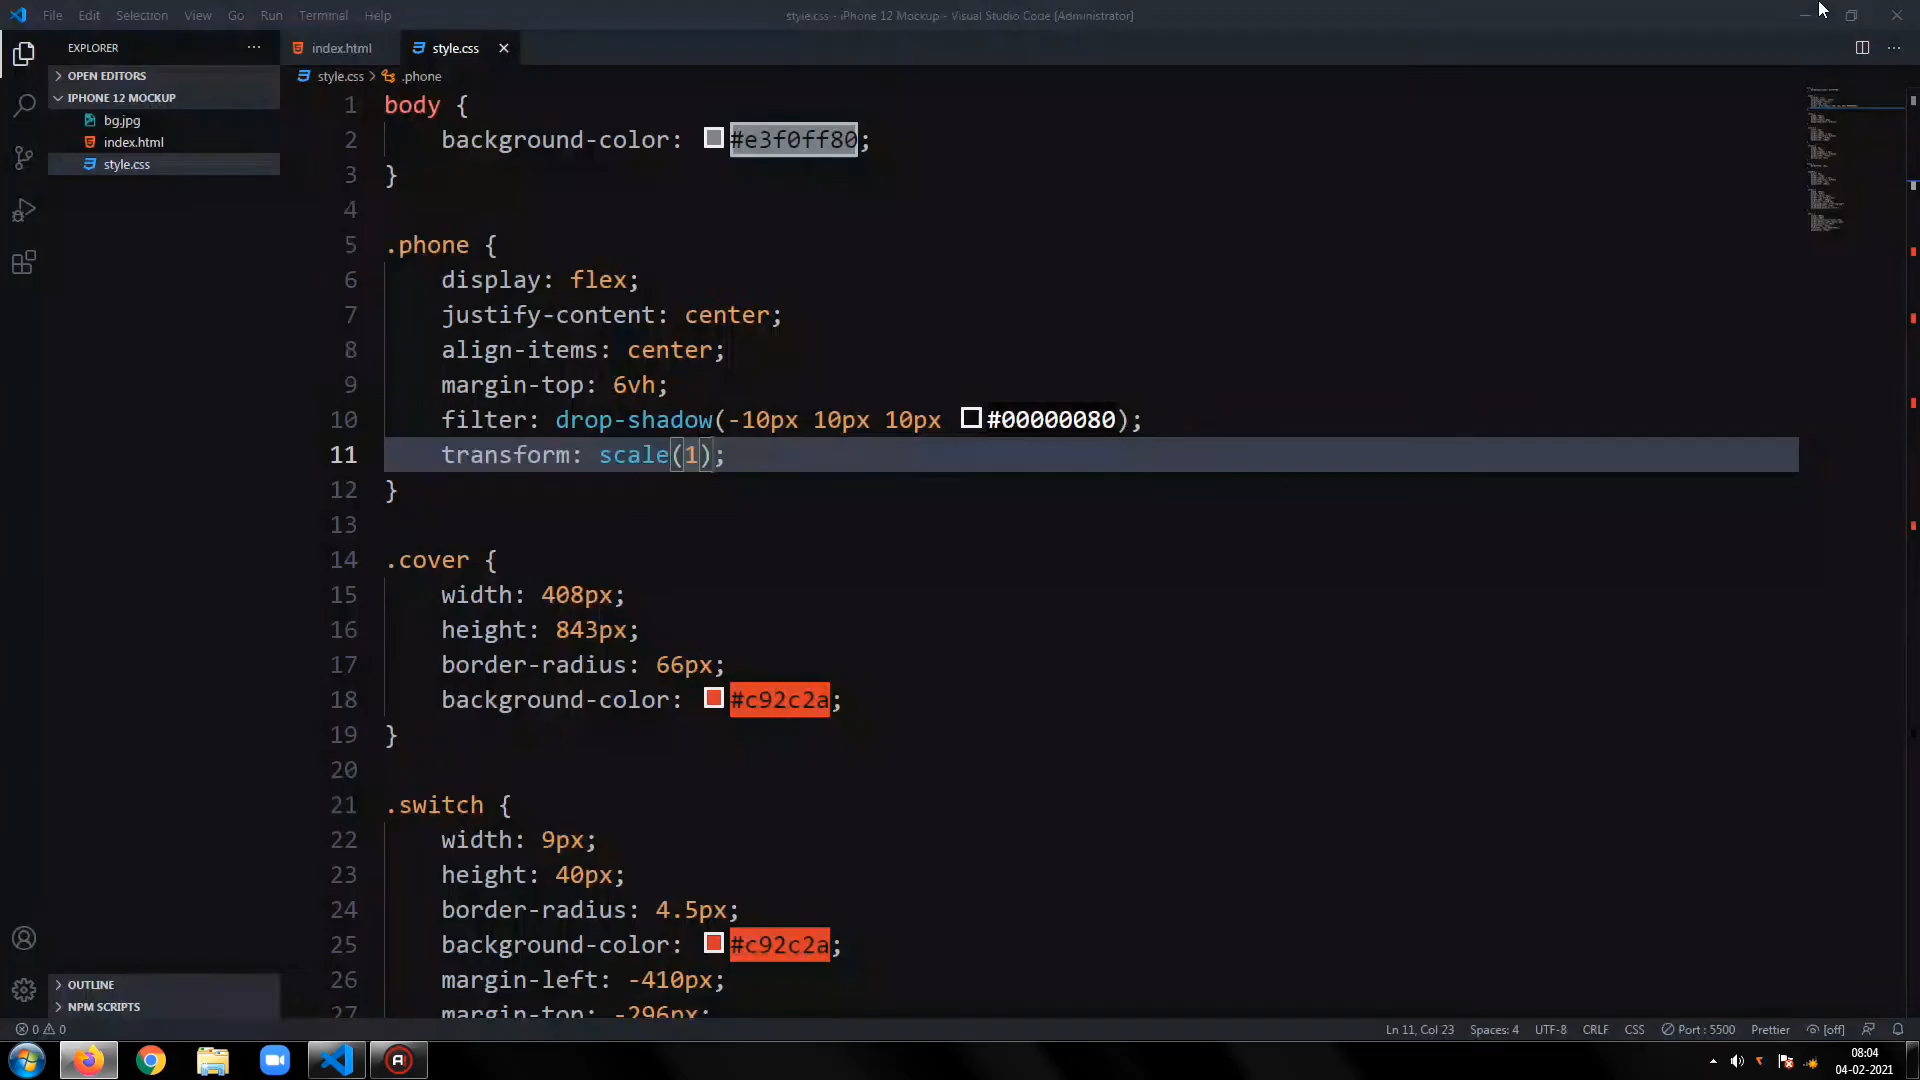 File Edit Selection View Go Run Terminal Help
style.css - iPhone 12 Mockup - Visual Studio Code [Administrator]
EXPLORER
index.html
style.css
OPEN EDITORS
IPHONE 12 MOCKUP
bg.jpg
index.html
style.css
OUTLINE
NPM SCRIPTS
style.css > .phone
1 body {
2 background-color: #e3f0ff80;
3 }
4
5 .phone {
6 display: flex;
7 justify-content: center;
8 align-items: center;
9 margin-top: 6vh;
10 filter: drop-shadow(-10px 10px 10px #00000080);
11 transform: scale(1);
12 }
13
14 .cover {
15 width: 408px;
16 height: 843px;
17 border-radius: 66px;
18 background-color: #c92c2a;
19 }
20
21 .switch {
22 width: 9px;
23 height: 40px;
24 border-radius: 4.5px;
25 background-color: #c92c2a;
26 margin-left: -410px;
27 margin-top: -296px;
0 0
Ln 11, Col 23 Spaces: 4 UTF-8 CRLF CSS Port : 5500 Prettier [off]
08:04
04-02-2021